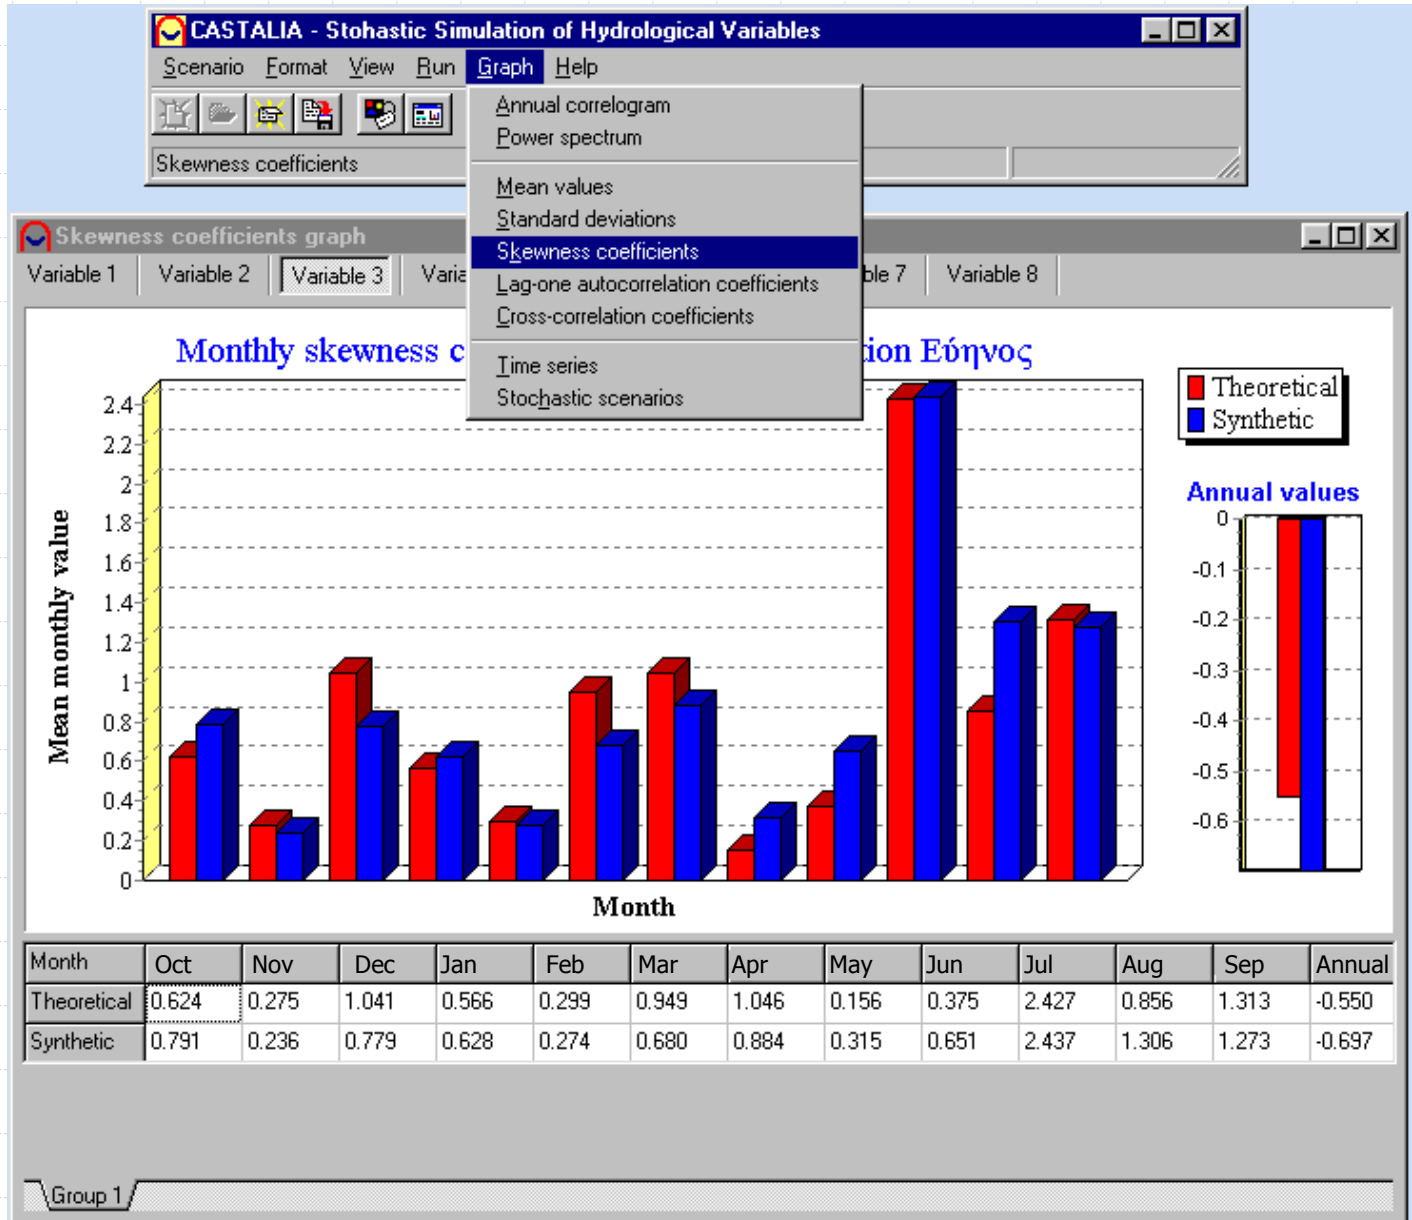 CASTALIA - Stohastic Simulation of Hydrological Variables
Scenario Format View Run Graph Help
Annual correlogram
Power spectrum
Mean values
Standard deviations
Skewness coefficients
Lag-one autocorrelation coefficients
Cross-correlation coefficients
Time series
Stochastic scenarios
Skewness coefficients
Skewness coefficients graph
Variable 1 Variable 2 Variable 3 Varia ble 7 Variable 8
Monthly skewness c tion Εύηνος
Theoretical
Synthetic
Mean monthly value
2.4
2.2
2
1.8
1.6
1.4
1.2
1
0.8
0.6
0.4
0.2
0
Month
Annual values
0
-0.1
-0.2
-0.3
-0.4
-0.5
-0.6
Month Oct Nov Dec Jan Feb Mar Apr May Jun Jul Aug Sep Annual
Theoretical 0.624 0.275 1.041 0.566 0.299 0.949 1.046 0.156 0.375 2.427 0.856 1.313 -0.550
Synthetic 0.791 0.236 0.779 0.628 0.274 0.680 0.884 0.315 0.651 2.437 1.306 1.273 -0.697
Group 1